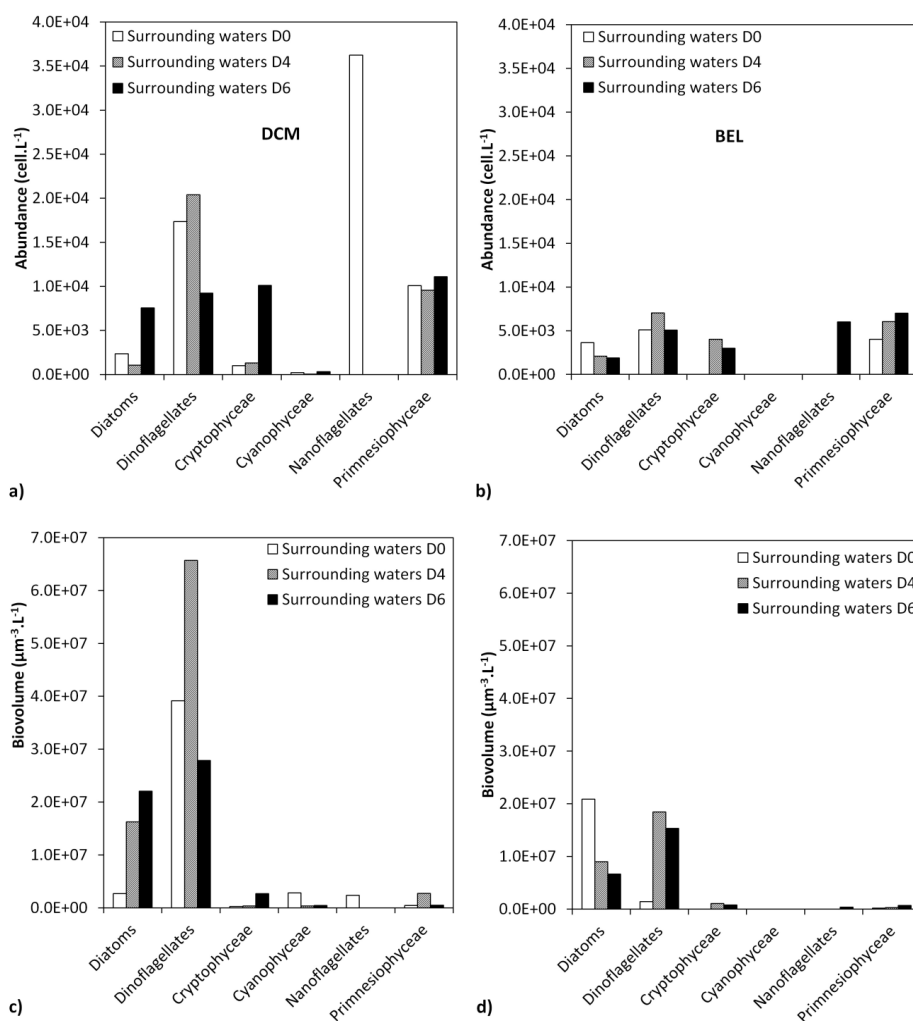 4.0E+04
3.5E+04
3.0E+04
2.5E+04
2.0E+04
1.5E+04
1.0E+04
5.0E+03
0.0E+00
Abundance (cell.L⁻¹)
Surrounding waters D0
Surrounding waters D4
Surrounding waters D6
DCM
Diatoms
Dinoflagellates
Cryptophyceae
Cyanophyceae
Nanoflagellates
Primnesiophyceae
a)
4.0E+04
3.5E+04
3.0E+04
2.5E+04
2.0E+04
1.5E+04
1.0E+04
5.0E+03
0.0E+00
Abundance (cell.L⁻¹)
Surrounding waters D0
Surrounding waters D4
Surrounding waters D6
BEL
Diatoms
Dinoflagellates
Cryptophyceae
Cyanophyceae
Nanoflagellates
Primnesiophyceae
b)
7.0E+07
6.0E+07
5.0E+07
4.0E+07
3.0E+07
2.0E+07
1.0E+07
0.0E+00
Biovolume (µm⁻³.L⁻¹)
Surrounding waters D0
Surrounding waters D4
Surrounding waters D6
Diatoms
Dinoflagellates
Cryptophyceae
Cyanophyceae
Nanoflagellates
Primnesiophyceae
c)
7.0E+07
6.0E+07
5.0E+07
4.0E+07
3.0E+07
2.0E+07
1.0E+07
0.0E+00
Biovolume (µm⁻³.L⁻¹)
Surrounding waters D0
Surrounding waters D4
Surrounding waters D6
Diatoms
Dinoflagellates
Cryptophyceae
Cyanophyceae
Nanoflagellates
Primnesiophyceae
d)